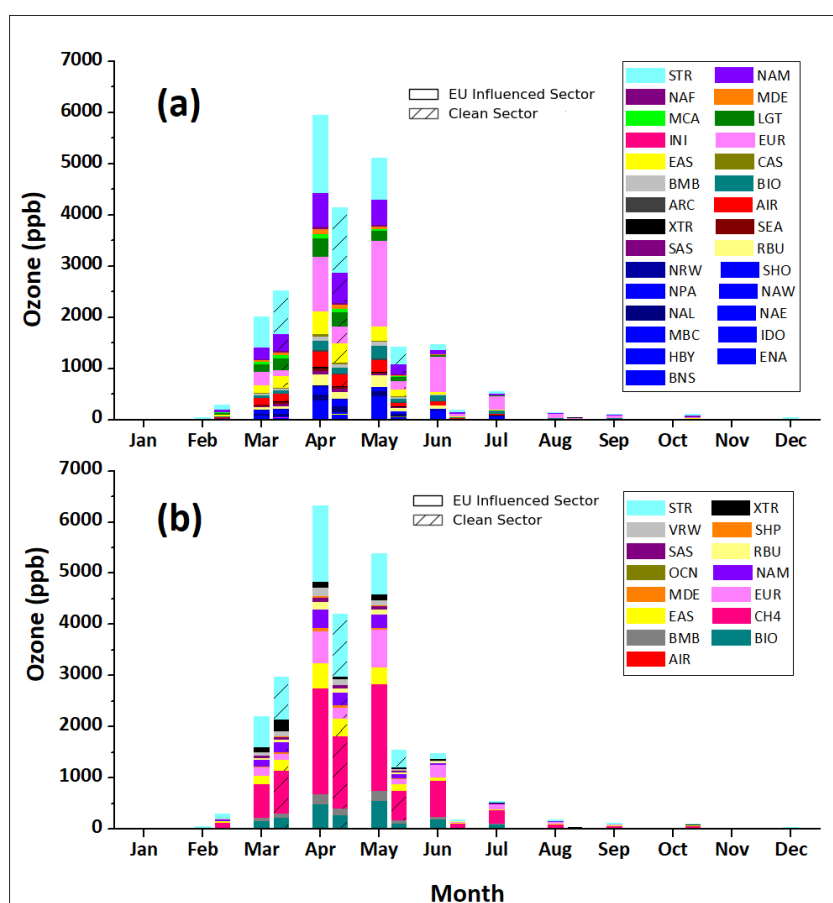 7000
(a)
EU Influenced Sector
Clean Sector
6000
5000
4000
3000
2000
1000
0
Ozone (ppb)
STR NAM
NAF MDE
MCA LGT
INI EUR
EAS CAS
BMB BIO
ARC AIR
XTR SEA
SAS RBU
NRW SHO
NPA NAW
NAL NAE
MBC IDO
HBY ENA
BNS
Jan Feb Mar Apr May Jun Jul Aug Sep Oct Nov Dec
7000
(b)
EU Influenced Sector
Clean Sector
6000
5000
4000
3000
2000
1000
0
Ozone (ppb)
STR XTR
VRW SHP
SAS RBU
OCN NAM
MDE EUR
EAS CH4
BMB BIO
AIR
Jan Feb Mar Apr May Jun Jul Aug Sep Oct Nov Dec
Month